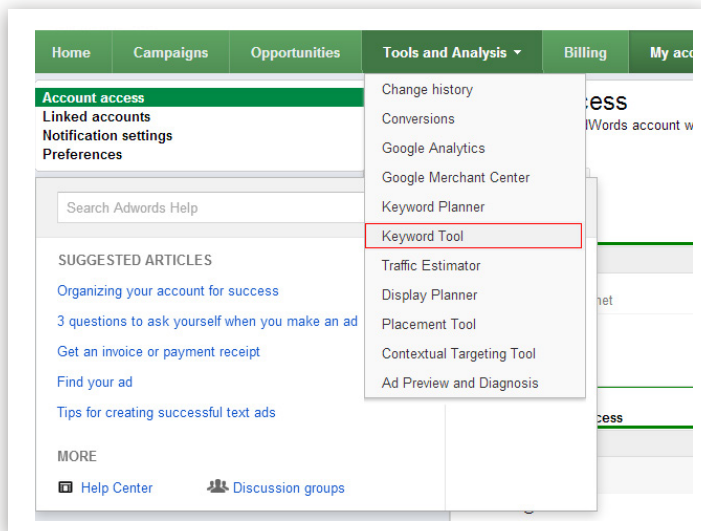 Home Campaigns Opportunities Tools and Analysis Billing My acc
Account access
Linked accounts
Notification settings
Preferences
Search Adwords Help
SUGGESTED ARTICLES
Organizing your account for success
3 questions to ask yourself when you make an ad
Get an invoice or payment receipt
Find your ad
Tips for creating successful text ads
MORE
Help Center Discussion groups
Change history
Conversions
Google Analytics
Google Merchant Center
Keyword Planner
Keyword Tool
Traffic Estimator
Display Planner
Placement Tool
Contextual Targeting Tool
Ad Preview and Diagnosis
cess
dWords account w
net
cess